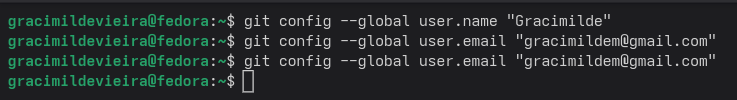 gracimildevieira@fedora:~$ git config --global user.name "Gracimilde"
gracimildevieira@fedora:~$ git config --global user.email "gracimildem@gmail.com"
gracimildevieira@fedora:~$ git config --global user.email "gracimildem@gmail.com"
gracimildevieira@fedora:~$